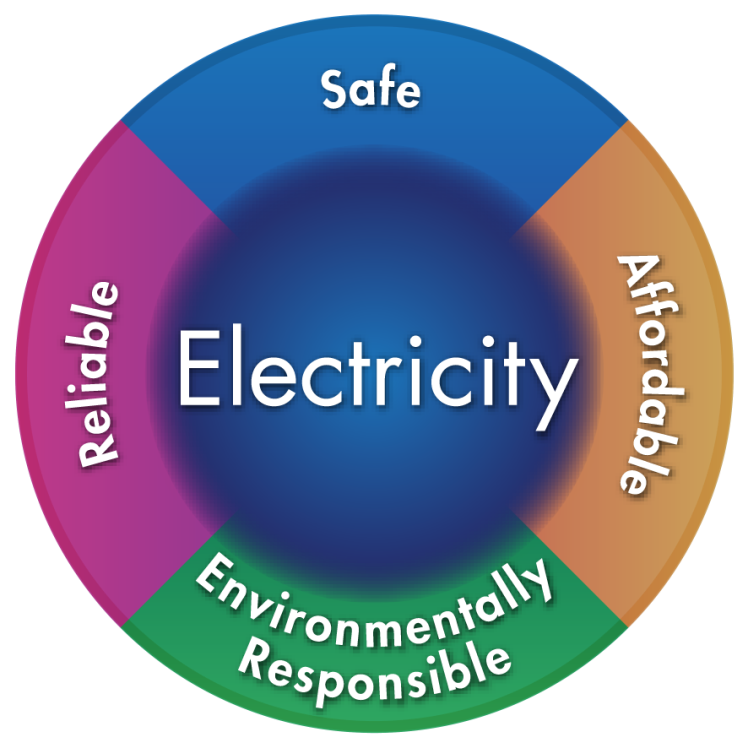 Safe
Affordable
Reliable
Electricity
Environmentally
Responsible